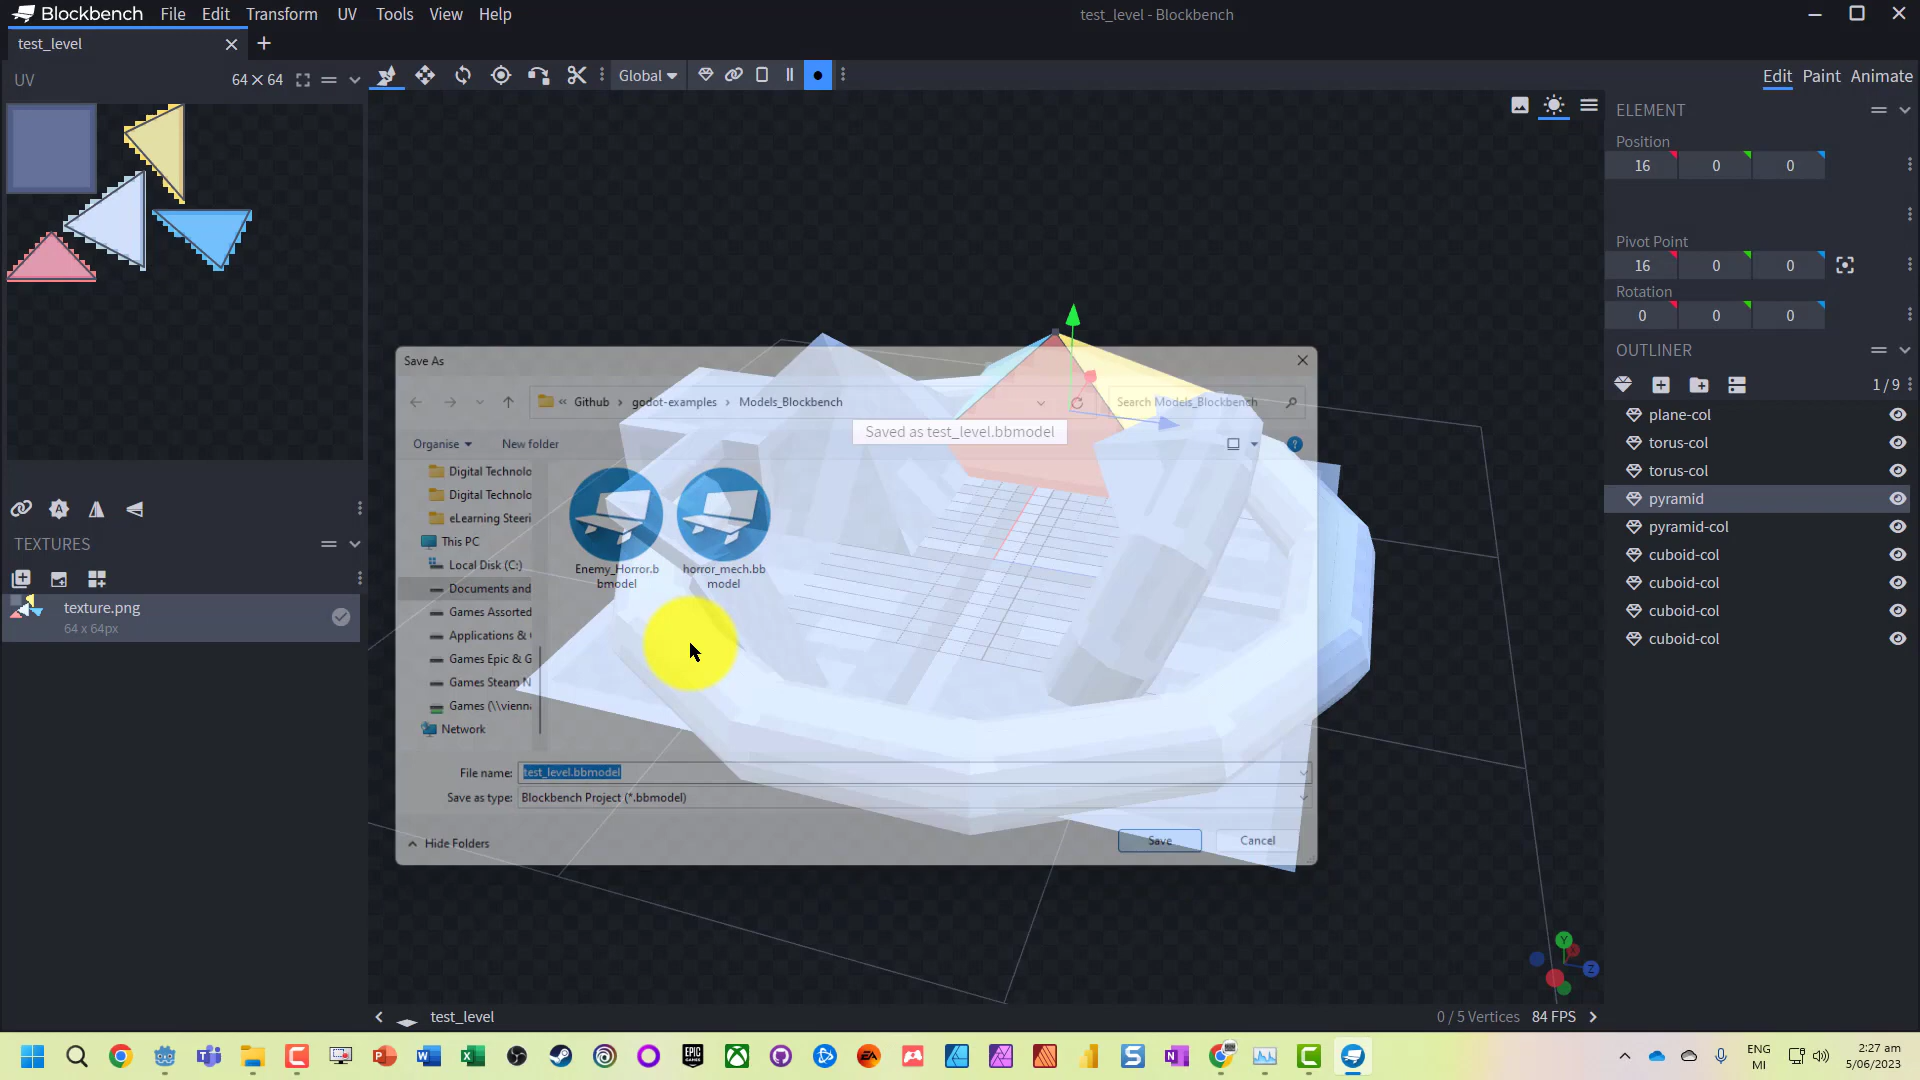 Blockbench File Edit Transform UV Tools View Help
test_level - Blockbench
test_level
UV
64 × 64
Global
Edit Paint Animate
ELEMENT
Position
16 0 0
Pivot Point
16 0 0
Rotation
0 0 0
OUTLINER
1 / 9
plane-col
torus-col
torus-col
pyramid
pyramid-col
cuboid-col
cuboid-col
cuboid-col
cuboid-col
TEXTURES
texture.png
64 x 64px
Save As
« Github › godot-examples › Models_Blockbench
Search Models_Blockbench
Saved as test_level.bbmodel
Organise
New folder
Digital Technolo
Digital Technolo
eLearning Steeri
This PC
Local Disk (C:)
Documents and
Games Assorted
Applications &
Games Epic & G
Games Steam N
Games (\\vienn
Network
Enemy_Horror.b
bmodel
horror_mech.bb
model
File name: test_level.bbmodel
Save as type: Blockbench Project (*.bbmodel)
Hide Folders
Save
Cancel
Y
Z
test_level
0 / 5 Vertices
84 FPS
ENG
MI
2:27 am
5/06/2023